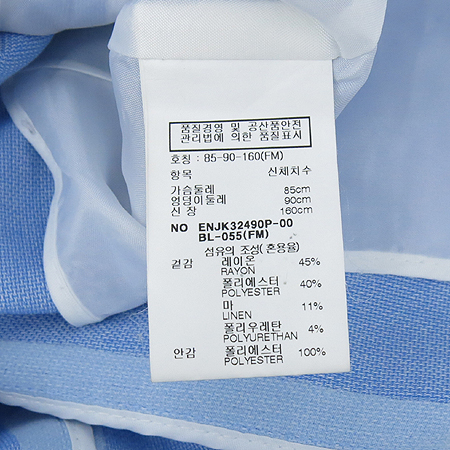 품질경영 및 공산품안전
관리법에 의한 품질표시
호칭 : 85-90-160(FM)
항목 신체치수
가슴둘레 85cm
엉덩이둘레 90cm
신 장 160cm
NO ENJK32490P-00
BL-055(FM)
섬유의 조성(혼용율)
겉감 레이온 45%
RAYON
폴리에스터 40%
POLYESTER
마 11%
LINEN
폴리우레탄 4%
POLYURETHAN
안감 폴리에스터 100%
POLYESTER